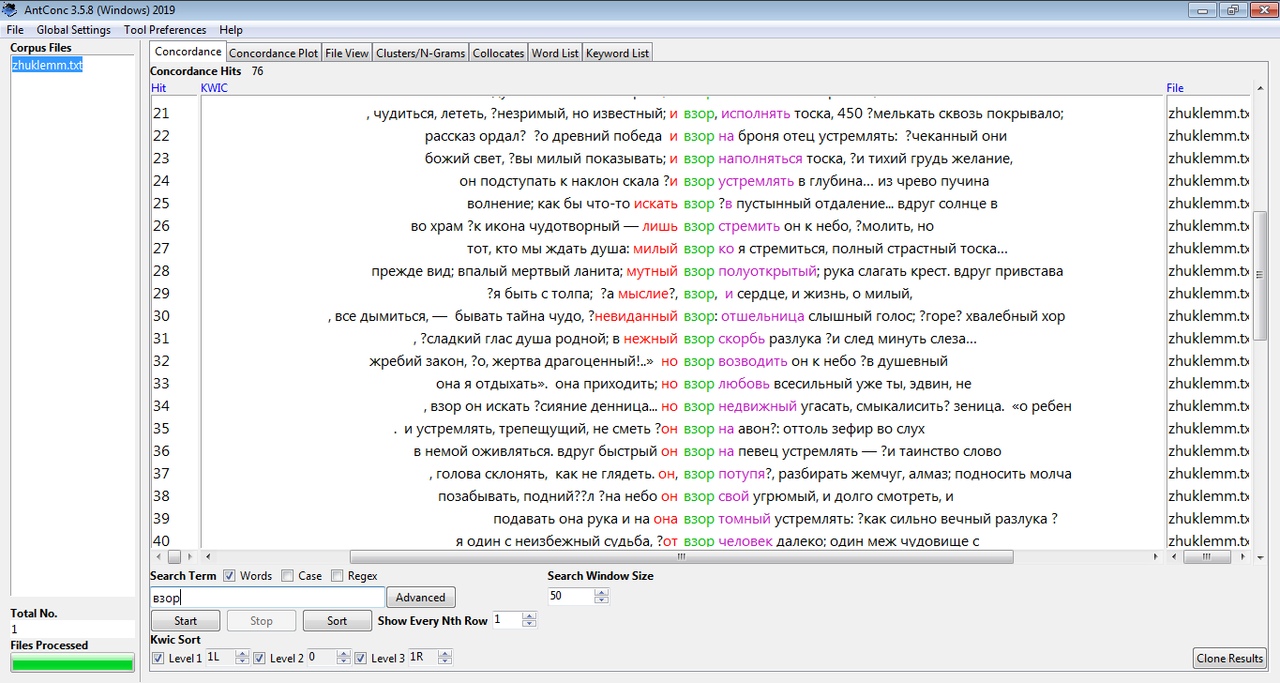 AntConc 3.5.8 (Windows) 2019
File Global Settings Tool Preferences Help
Corpus Files
zhuklemm.txt
Concordance Concordance Plot File View Clusters/N-Grams Collocates Word List Keyword List
Concordance Hits 76
Hit KWIC File
21 , чудиться, лететь, ?незримый, но известный; и взор, исполнять тоска, 450 ?мелькать сквозь покрывало; zhuklemm.tx
22 рассказ ордал? ?о древний победа и взор на броня отец устремлять: ?чеканный они zhuklemm.tx
23 божий свет, ?вы милый показывать; и взор наполняться тоска, ?и тихий грудь желание, zhuklemm.tx
24 он подступать к наклон скала ?и взор устремлять в глубина... из чрево пучина zhuklemm.tx
25 волнение; как бы что-то искать взор ?в пустынный отдаление... вдруг солнце в zhuklemm.tx
26 во храм ?к икона чудотворный — лишь взор стремить он к небо, ?молить, но zhuklemm.tx
27 тот, кто мы ждать душа: милый взор ко я стремиться, полный страстный тоска... zhuklemm.tx
28 прежде вид; впалый мертвый ланита; мутный взор полуоткрытый; рука слагать крест. вдруг привстава zhuklemm.tx
29 ?я быть с толпа; ?а мыслие?, взор, и сердце, и жизнь, о милый, zhuklemm.tx
30 , все дымиться, — бывать тайна чудо, ?невиданный взор: отшельница слышный голос; ?горе? хвалебный хор zhuklemm.tx
31 , ?сладкий глас душа родной; в нежный взор скорбь разлука ?и след минуть слеза... zhuklemm.tx
32 жребий закон, ?о, жертва драгоценный!..» но взор возводить он к небо ?в душевный zhuklemm.tx
33 она я отдыхать». она приходить; но взор любовь всесильный уже ты, эдвин, не zhuklemm.tx
34 , взор он искать ?сияние денница... но взор недвижный угасать, смыкалисить? зеница. «о ребен zhuklemm.tx
35 . и устремлять, трепещущий, не сметь ?он взор на авон?: оттоль зефир во слух zhuklemm.tx
36 в немой оживляться. вдруг быстрый он взор на певец устремлять — ?и таинство слово zhuklemm.tx
37 , голова склонять, как не глядеть. он, взор потупя?, разбирать жемчуг, алмаз; подносить молча zhuklemm.tx
38 позабывать, подний??л ?на небо он взор свой угрюмый, и долго смотреть, и zhuklemm.tx
39 подавать она рука и на она взор томный устремлять: ?как сильно вечный разлука ? zhuklemm.tx
40 я один с неизбежный судьба, ?от взор человек далеко; один меж чудовище с zhuklemm.tx
Search Term Words Case Regex Search Window Size
взор Advanced 50
Start Stop Sort Show Every Nth Row 1
Kwic Sort
Level 1 1L Level 2 0 Level 3 1R Clone Results
Total No.
1
Files Processed